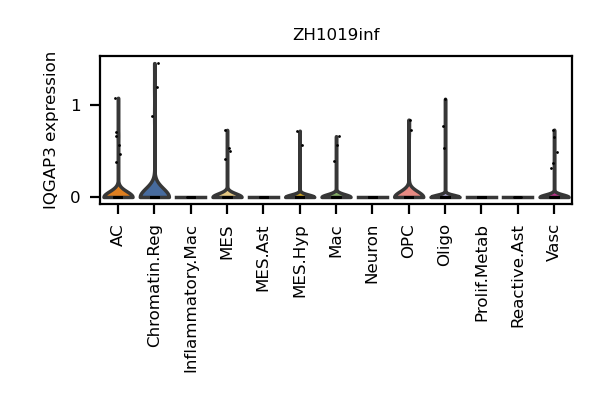 ZH1019inf
IQGAP3 expression
1
0
AC
Chromatin.Reg
Inflammatory.Mac
MES
MES.Ast
MES.Hyp
Mac
Neuron
OPC
Oligo
Prolif.Metab
Reactive.Ast
Vasc